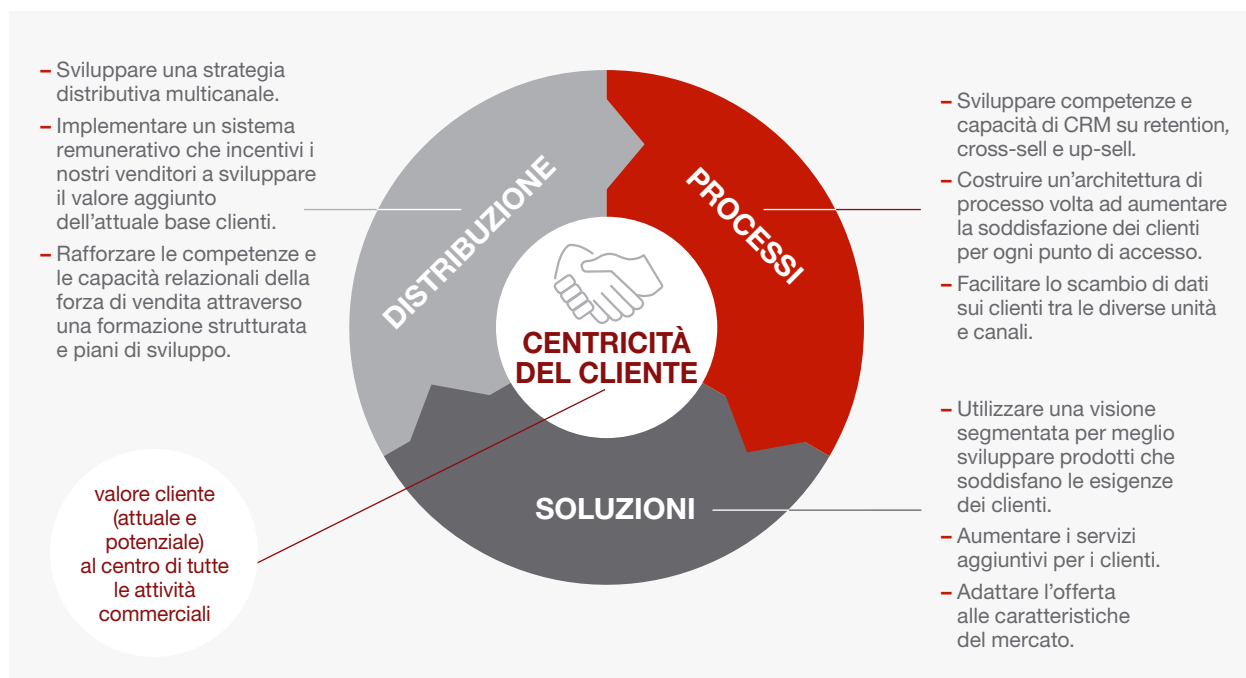 – Sviluppare una strategia
distributiva multicanale.
– Implementare un sistema
remunerativo che incentivi i
nostri venditori a sviluppare
il valore aggiunto
dell’attuale base clienti.
– Rafforzare le competenze e
le capacità relazionali della
forza di vendita attraverso
una formazione strutturata
e piani di sviluppo.
DISTRIBUZIONE
PROCESSI
– Sviluppare competenze e
capacità di CRM su retention,
cross-sell e up-sell.
– Costruire un’architettura di
processo volta ad aumentare
la soddisfazione dei clienti
per ogni punto di accesso.
– Facilitare lo scambio di dati
sui clienti tra le diverse unità
e canali.
CENTRICITÀ
DEL CLIENTE
valore cliente
(attuale e
potenziale)
al centro di tutte
le attività
commerciali
SOLUZIONI
– Utilizzare una visione
segmentata per meglio
sviluppare prodotti che
soddisfano le esigenze
dei clienti.
– Aumentare i servizi
aggiuntivi per i clienti.
– Adattare l’offerta
alle caratteristiche
del mercato.